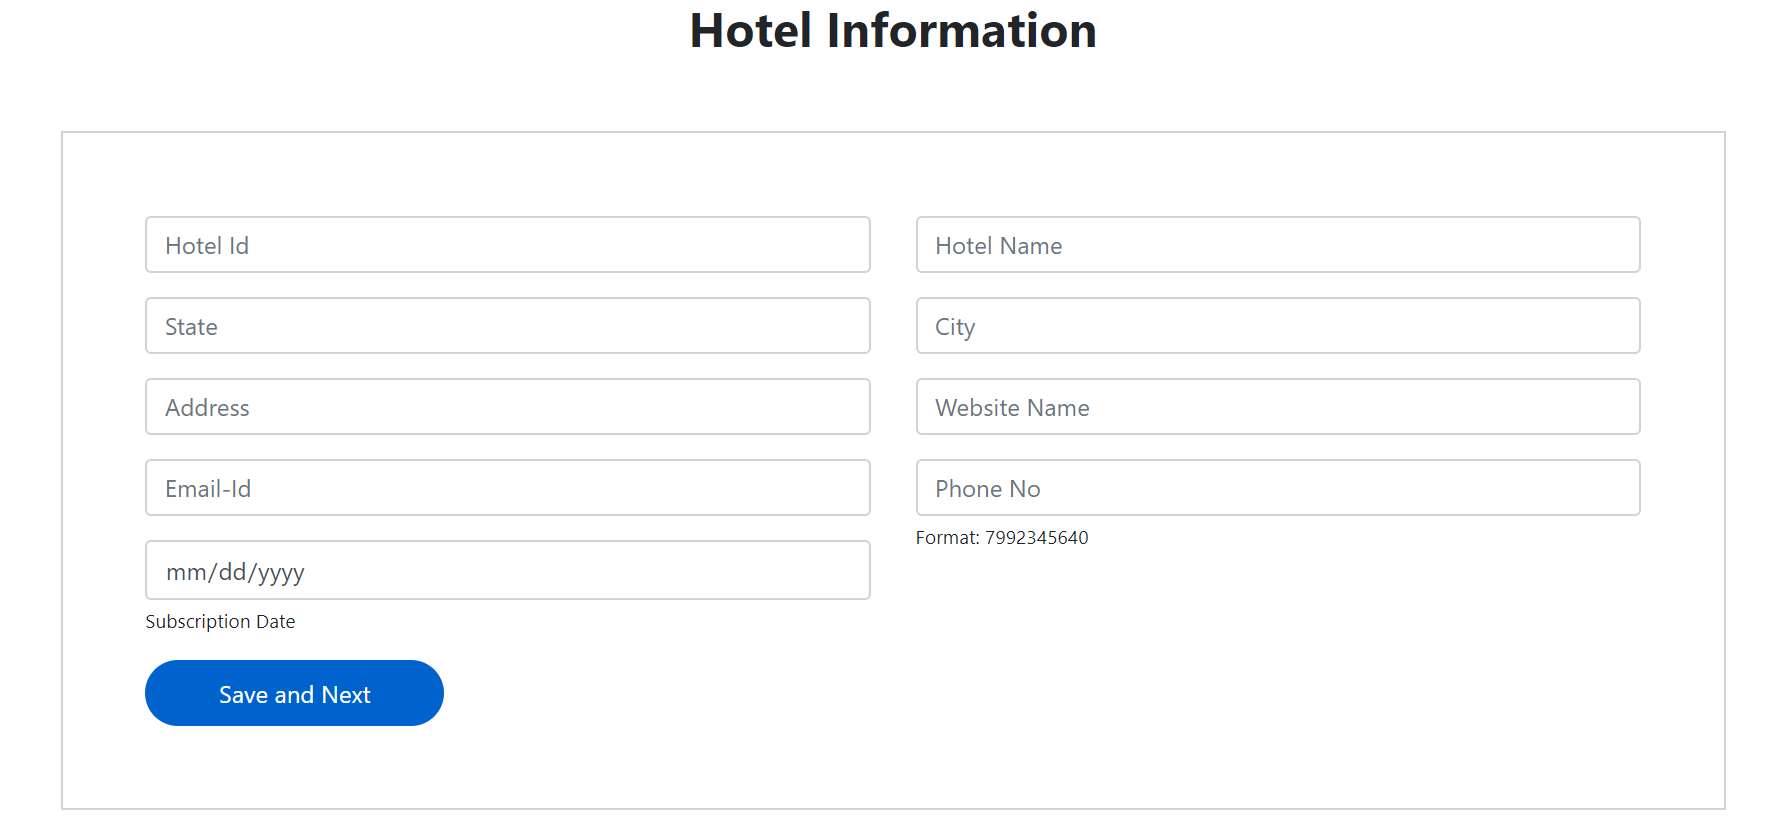 Hotel Information
Hotel Id
Hotel Name
State
City
Address
Website Name
Email-Id
Phone No
Format: 7992345640
mm/dd/yyyy
Subscription Date
Save and Next